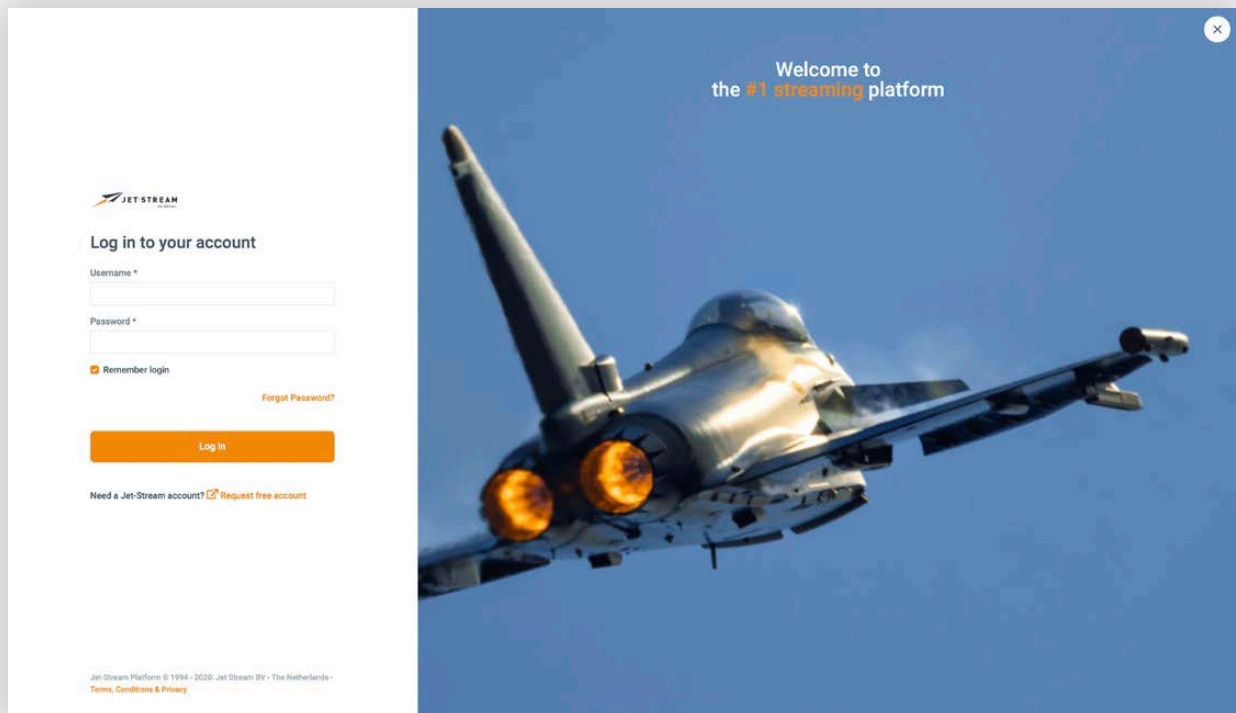 JET-STREAM
Log in to your account
Username *
Password *
Remember login
Forgot Password?
Log in
Need a Jet-Stream account? Request free account
Jet-Stream Platform © 1994 - 2020. Jet Stream BV - The Netherlands -
Terms, Conditions & Privacy
Welcome to
the #1 streaming platform